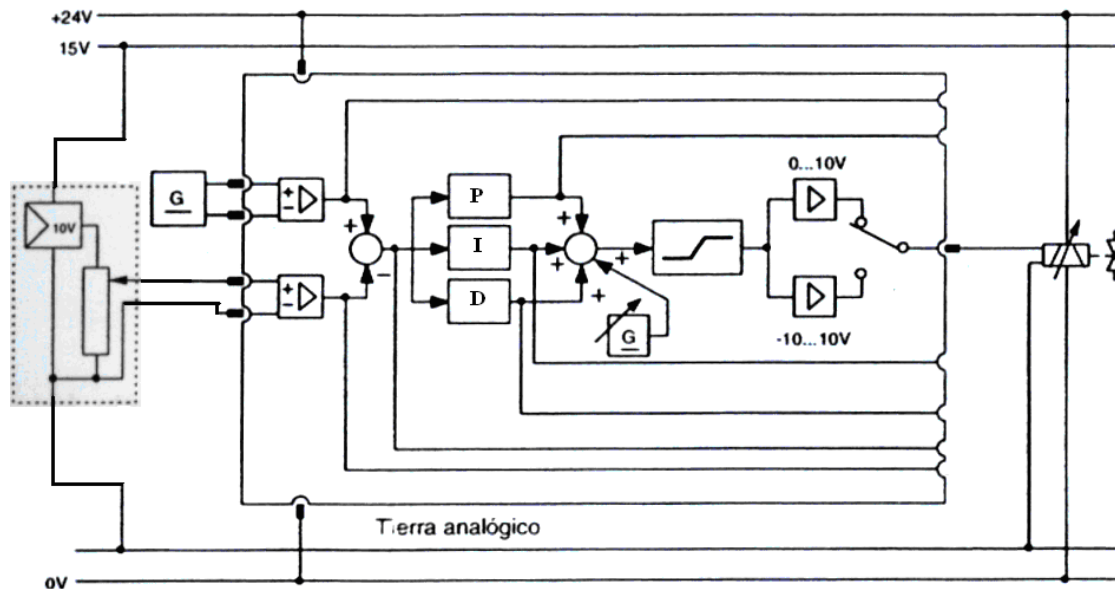 +24V
15V
0...10V
G
P
10V
I
D
G
-10...10V
Tierra analógico
0V